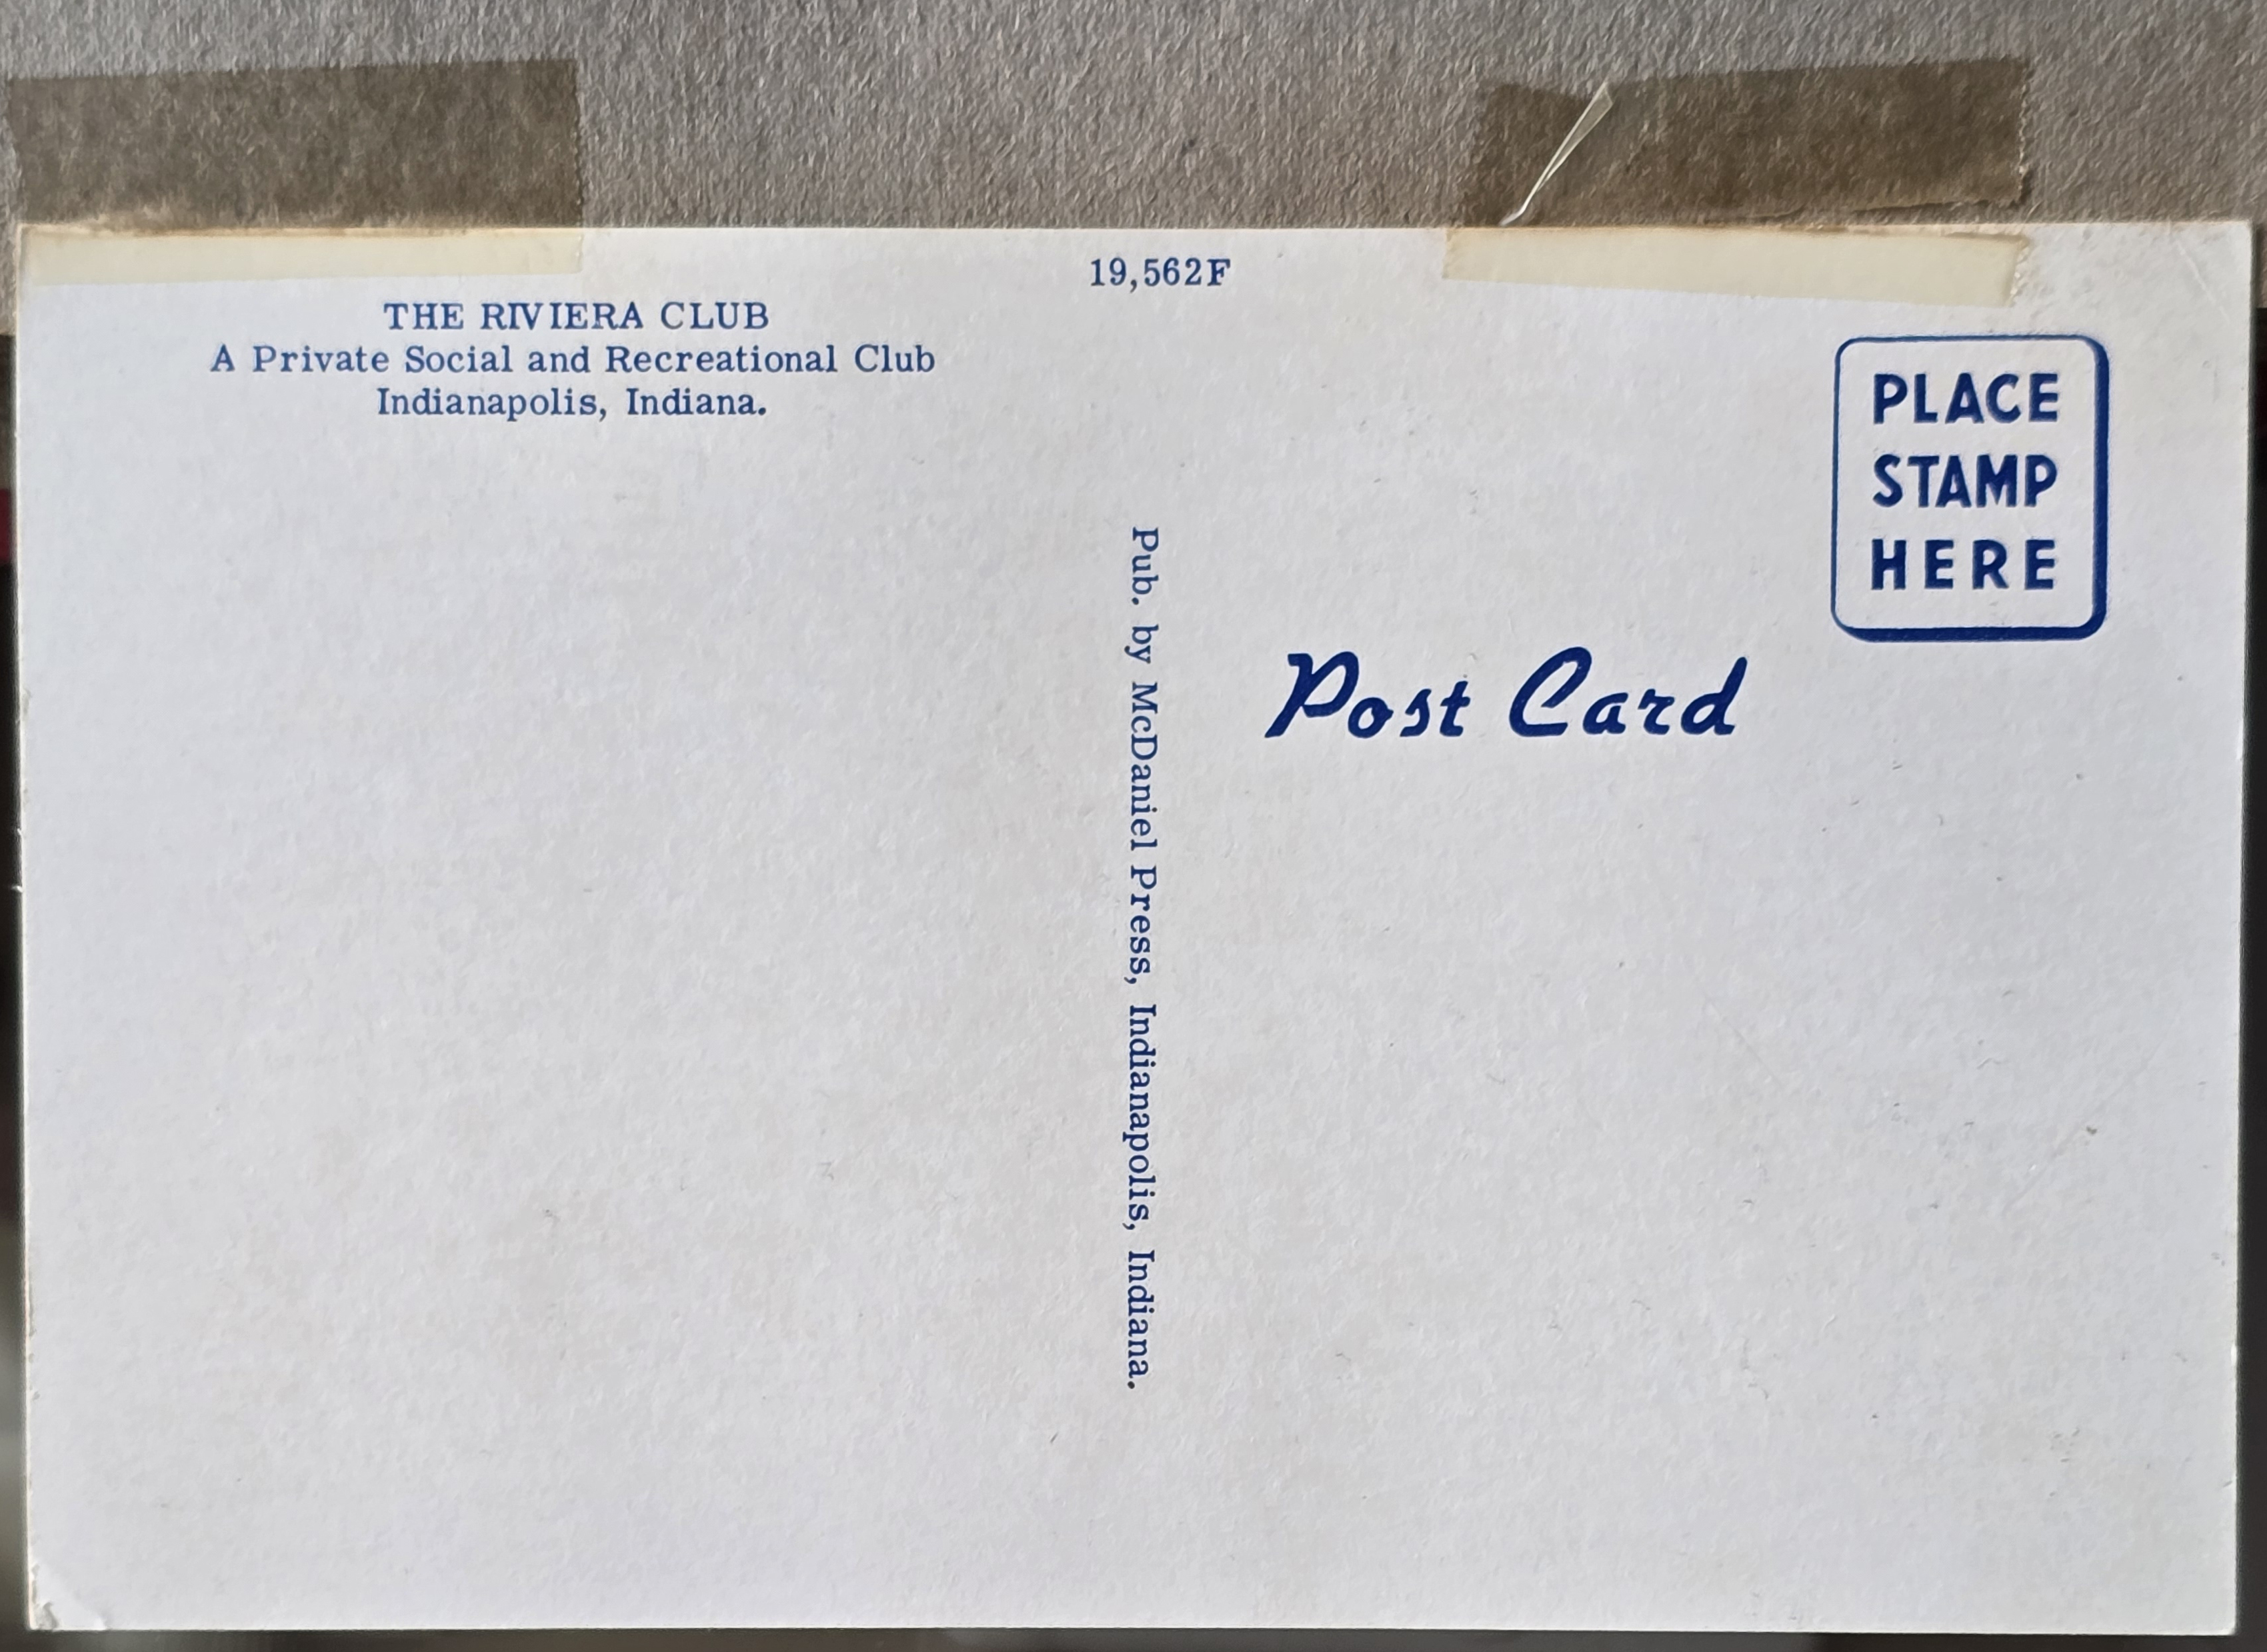 19,562F
THE RIVIERA CLUB
A Private Social and Recreational Club
Indianapolis, Indiana.
Pub. by McDaniel Press, Indianapolis, Indiana.
PLACE
STAMP
HERE
Post Card